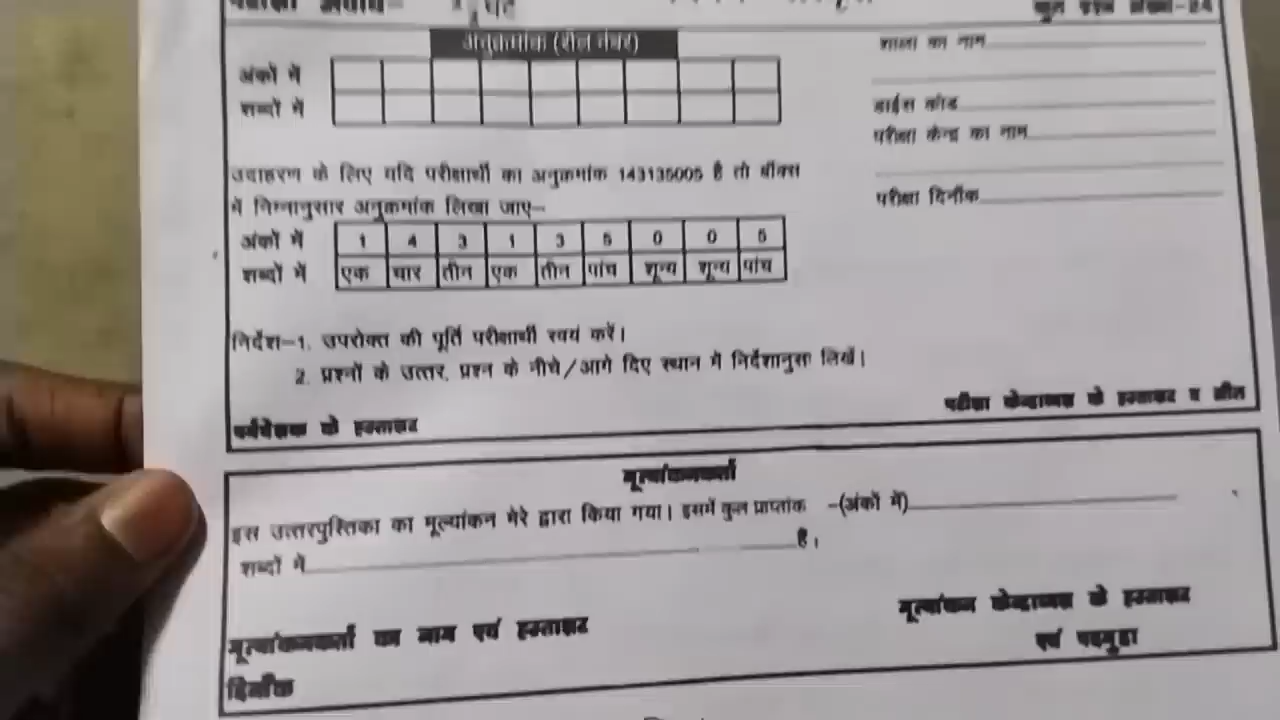 अनुक्रमांक (रोल नंबर)
शाला का नाम
अंकों में
शब्दों में
डाईस कोड
परीक्षा केन्द्र का नाम
उदाहरण के लिए यदि परीक्षार्थी का अनुक्रमांक 143135005 है तो बॉक्स
में निम्नानुसार अनुक्रमांक लिखा जाए–
परीक्षा दिनाँक
अंकों में 1 4 3 1 3 5 0 0 5
शब्दों में एक चार तीन एक तीन पांच शून्य शून्य पांच
निर्देश–1. उपरोक्त की पूर्ति परीक्षार्थी स्वयं करें।
2. प्रश्नों के उत्तर, प्रश्न के नीचे/आगे दिए स्थान में निर्देशानुसार लिखें।
परीक्षा केन्द्राध्यक्ष के हस्ताक्षर व सील
पर्यवेक्षक के हस्ताक्षर
मूल्यांकनकर्ता
इस उत्तरपुस्तिका का मूल्यांकन मेरे द्वारा किया गया। इसमें कुल प्राप्तांक –(अंकों में)
शब्दों में है।
मूल्यांकन केन्द्राध्यक्ष के हस्ताक्षर
एवं पदमुद्रा
मूल्यांकनकर्ता का नाम एवं हस्ताक्षर
दिनाँक